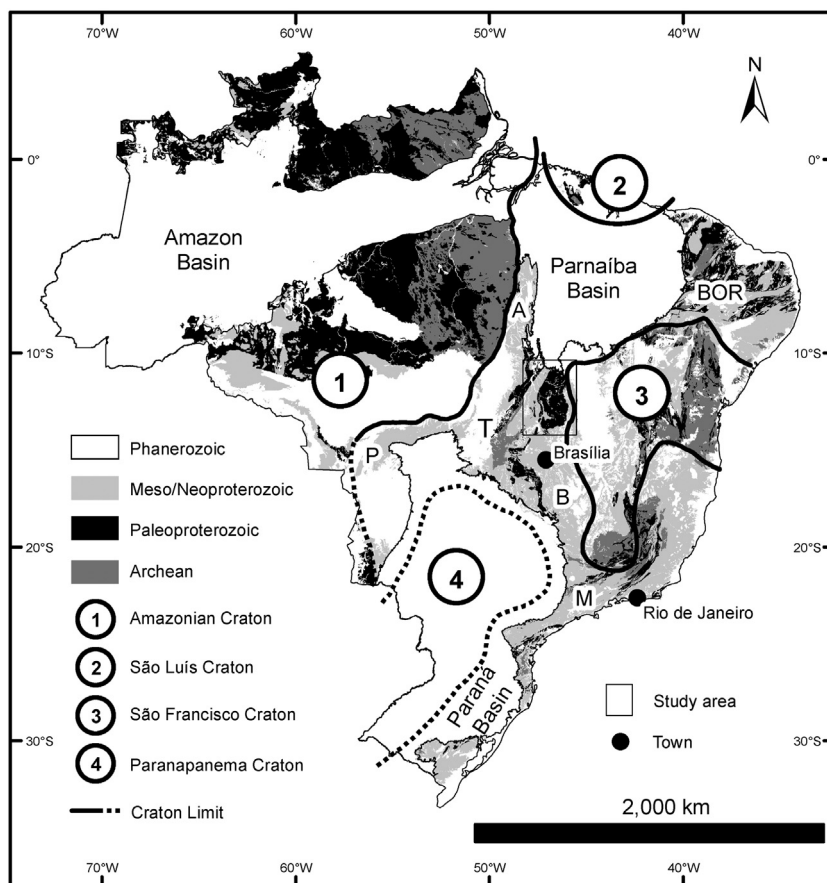 70°W
60°W
50°W
40°W
N
0°
0°
2
Amazon
Basin
Parnaíba
Basin
BOR
A
10°S
10°S
1
3
T
Phanerozoic
P
Brasília
Meso/Neoproterozoic
B
Paleoproterozoic
20°S
20°S
Archean
4
M
1
Amazonian Craton
Rio de Janeiro
2
São Luís Craton
Paraná
Basin
Study area
3
São Francisco Craton
30°S
30°S
Town
4
Paranapanema Craton
Craton Limit
2,000 km
70°W
60°W
50°W
40°W